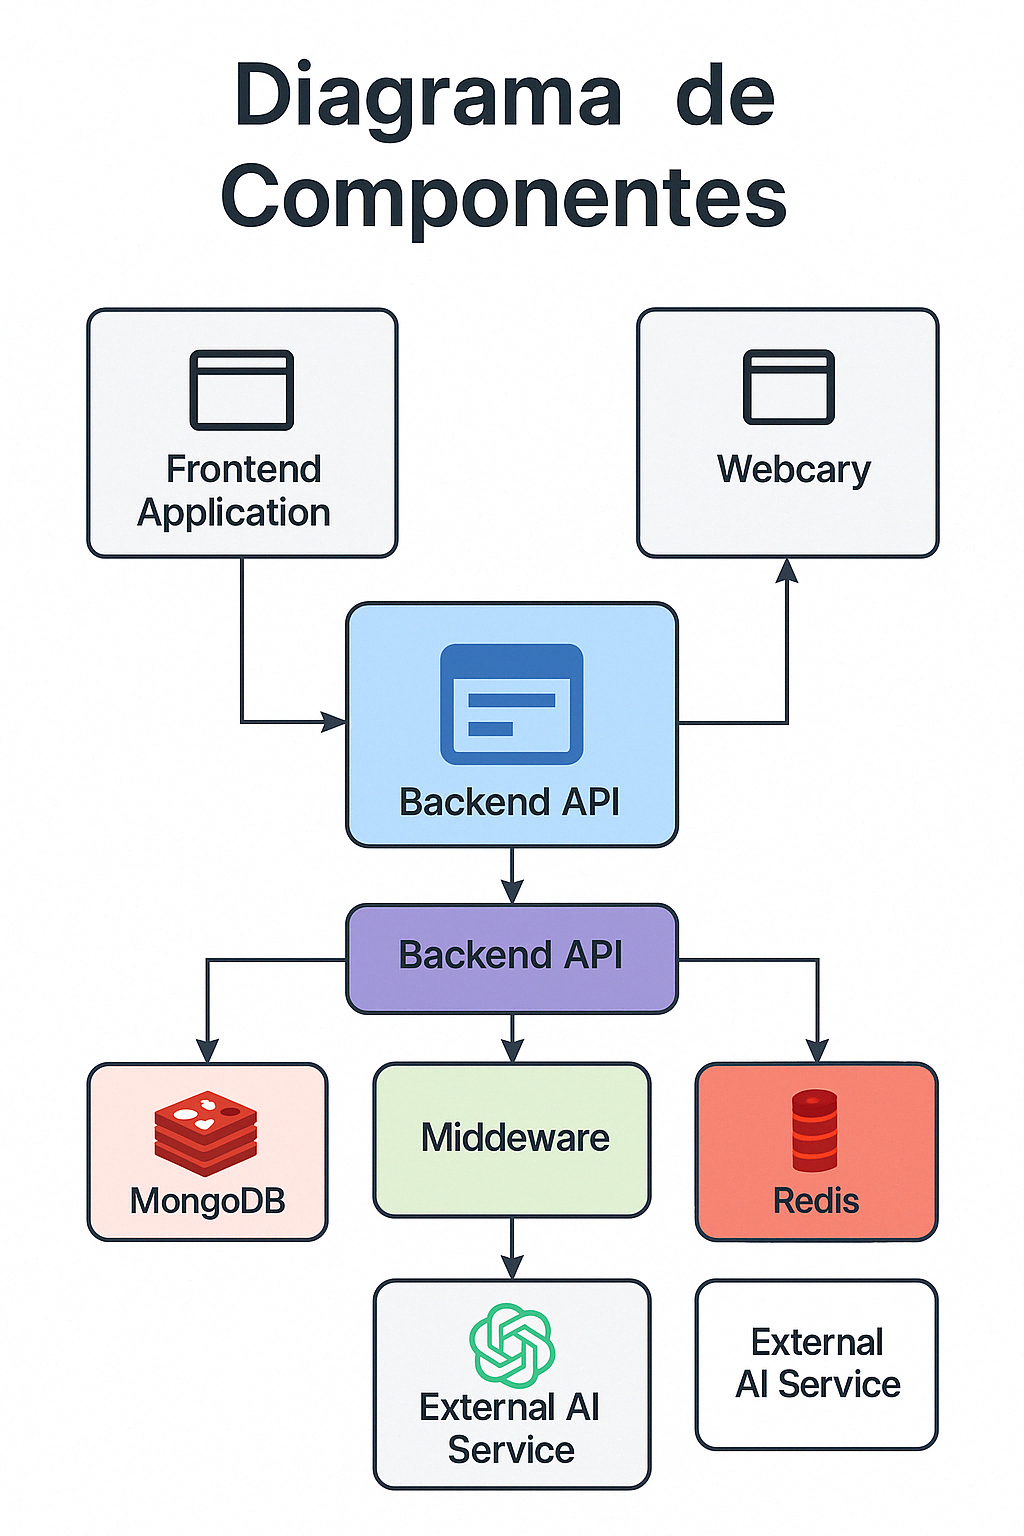 Diagrama de
Componentes
Frontend
Application
Webcary
Backend API
Backend API
MongoDB
Middeware
Redis
External AI
Service
External
AI Service